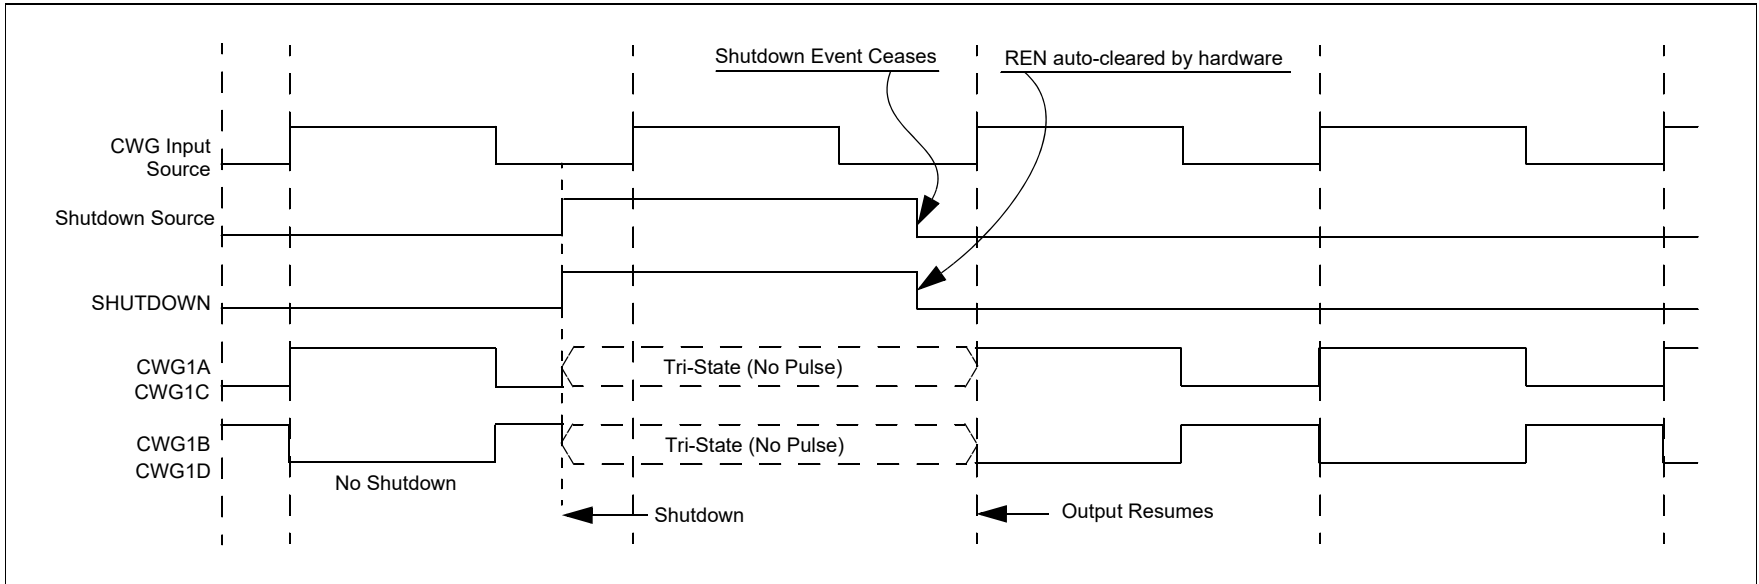 Shutdown Event Ceases
REN auto-cleared by hardware
CWG Input
Source
Shutdown Source
SHUTDOWN
CWG1A
CWG1C
Tri-State (No Pulse)
CWG1B
CWG1D
Tri-State (No Pulse)
No Shutdown
Shutdown
Output Resumes